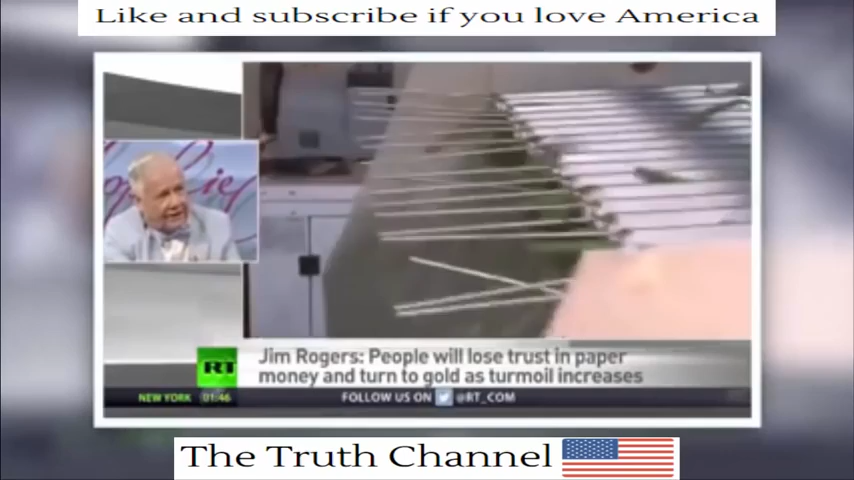 Like and subscribe if you love America
RT
Jim Rogers: People will lose trust in paper
money and turn to gold as turmoil increases
NEW YORK 01:46
FOLLOW US ON @RT_COM
The Truth Channel